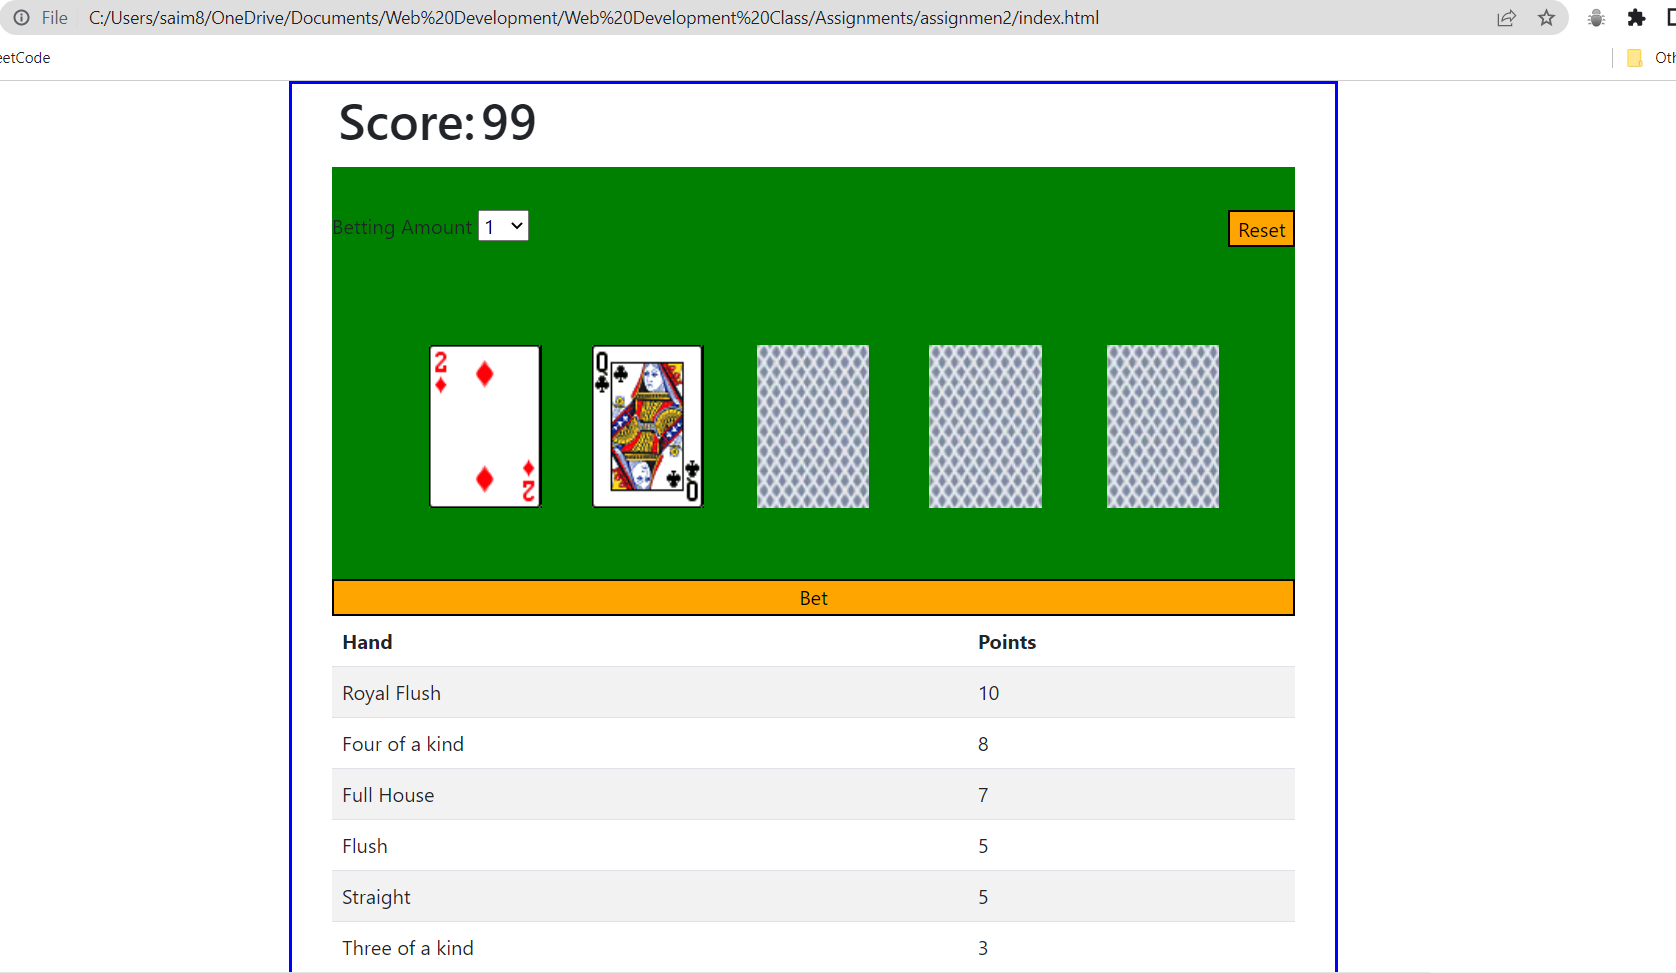 File C:/Users/saim8/OneDrive/Documents/Web%20Development/Web%20Development%20Class/Assignments/assignmen2/index.html
eetCode Oth
Score: 99
Betting Amount 1 Reset
2 Q
2 Q
Bet
Hand Points
Royal Flush 10
Four of a kind 8
Full House 7
Flush 5
Straight 5
Three of a kind 3